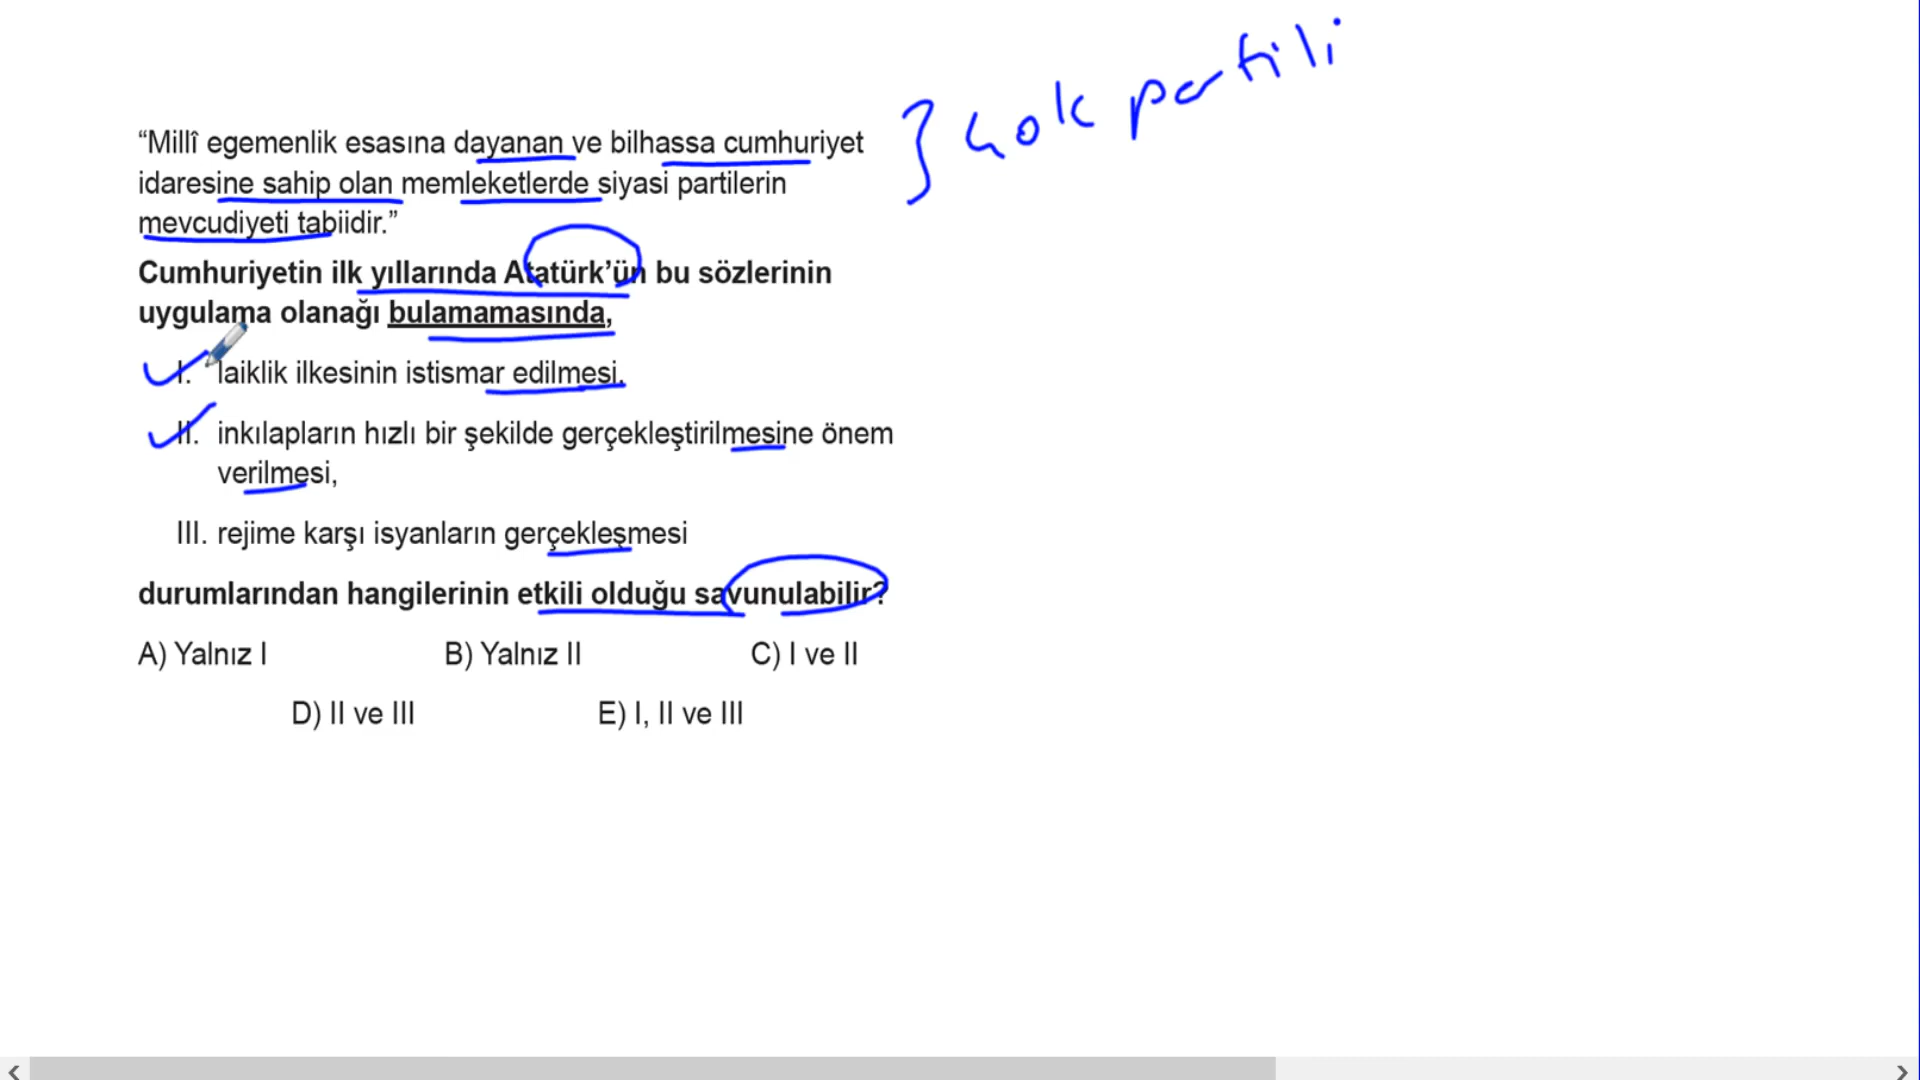 çok partili
“Millî egemenlik esasına dayanan ve bilhassa cumhuriyet
idaresine sahip olan memleketlerde siyasi partilerin
mevcudiyeti tabiidir.”
Cumhuriyetin ilk yıllarında Atatürk’ün bu sözlerinin
uygulama olanağı bulamamasında,
I. laiklik ilkesinin istismar edilmesi,
II. inkılapların hızlı bir şekilde gerçekleştirilmesine önem
verilmesi,
III. rejime karşı isyanların gerçekleşmesi
durumlarından hangilerinin etkili olduğu savunulabilir?
A) Yalnız I B) Yalnız II C) I ve II
D) II ve III E) I, II ve III